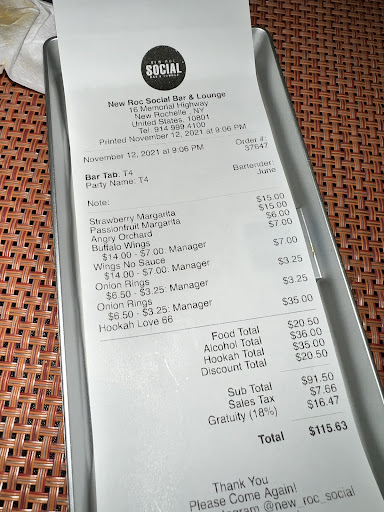 NEW ROC
SOCIAL
BAR & LOUNGE
New Roc Social Bar & Lounge
16 Memorial Highway
New Rochelle , NY
United States, 10801
Tel. 914 999 4100
Printed November 12, 2021 at 9:06 PM
November 12, 2021 at 9:06 PM Order #: 37647
Bar Tab: T4
Party Name: T4 Bartender: June
Note:
Strawberry Margarita $15.00
Passionfruit Margarita $15.00
Angry Orchard $6.00
Buffalo Wings $7.00
$14.00 - $7.00: Manager
Wings No Sauce $7.00
$14.00 - $7.00: Manager
Onion Rings $3.25
$6.50 - $3.25: Manager
Onion Rings $3.25
$6.50 - $3.25: Manager
Hookah Love 66 $35.00
Food Total $20.50
Alcohol Total $36.00
Hookah Total $35.00
Discount Total $20.50
Sub Total $91.50
Sales Tax $7.66
Gratuity (18%) $16.47
Total $115.63
Thank You
Please Come Again!
@new_roc_social